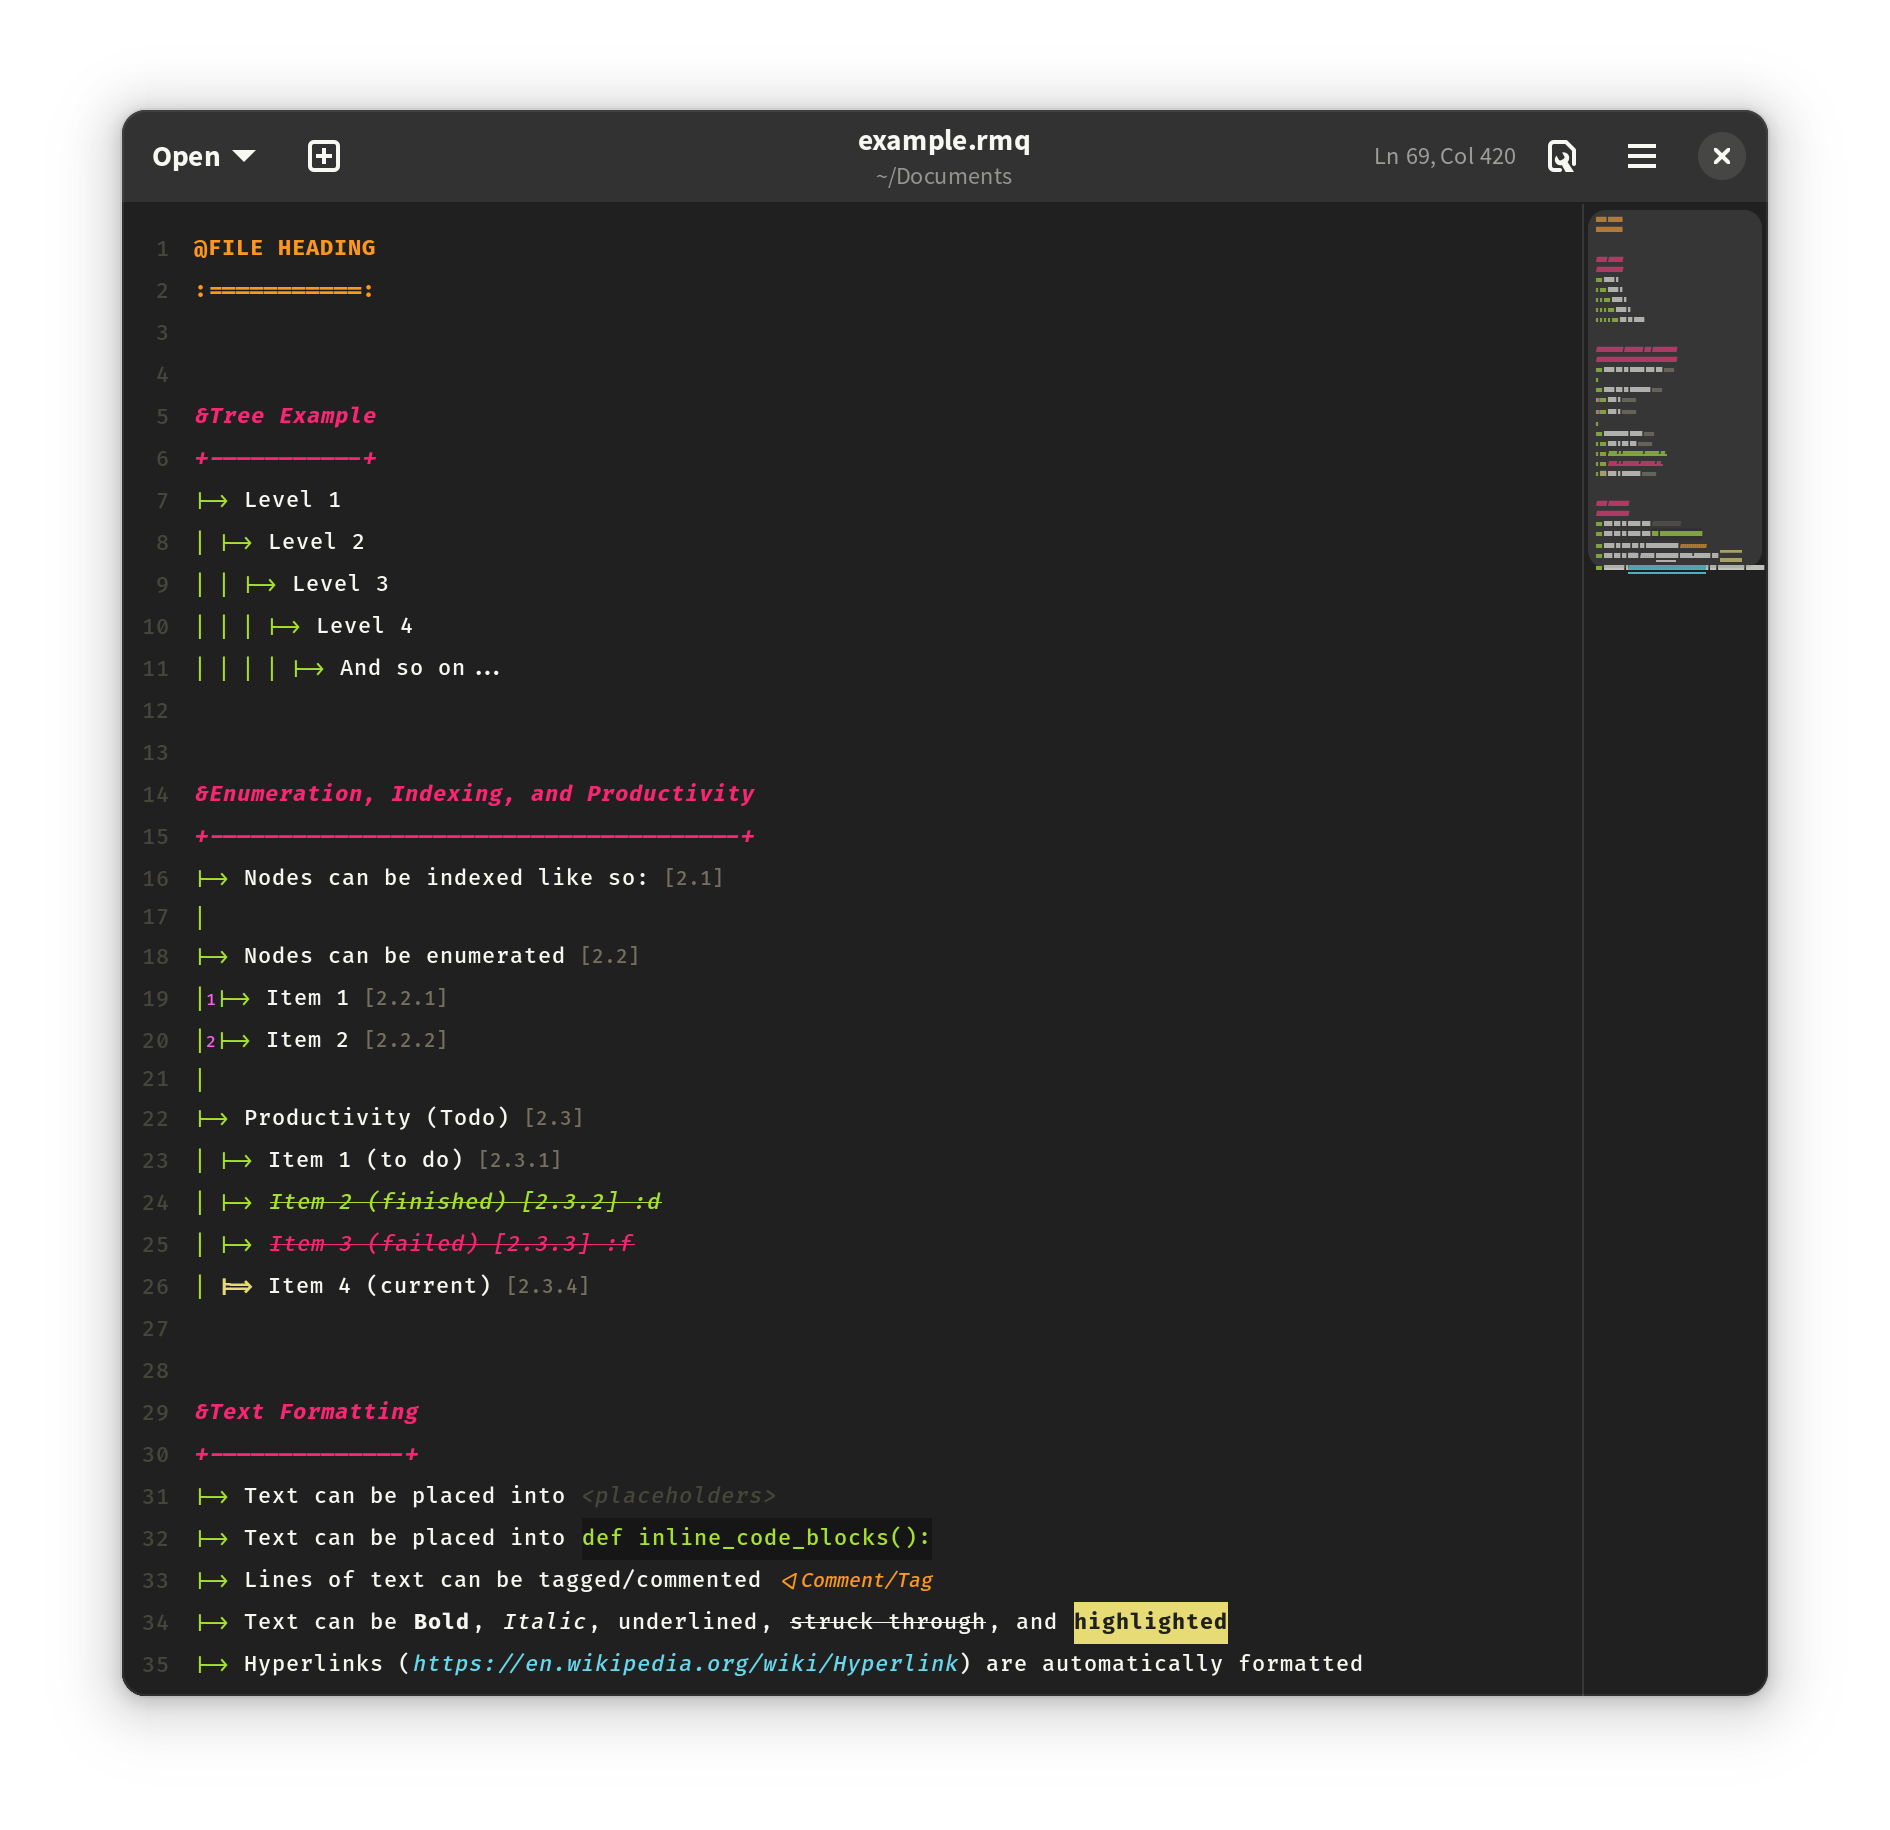 Open
example.rmq
~/Documents
Ln 69, Col 420
1 @FILE HEADING
2 :===========:
3
4
5 &Tree Example
6 +-----------+
7 |-> Level 1
8 | |-> Level 2
9 | | |-> Level 3
10 | | | |-> Level 4
11 | | | | |-> And so on...
12
13
14 &Enumeration, Indexing, and Productivity
15 +--------------------------------------+
16 |-> Nodes can be indexed like so: [2.1]
17 |
18 |-> Nodes can be enumerated [2.2]
19 |1|-> Item 1 [2.2.1]
20 |2|-> Item 2 [2.2.2]
21 |
22 |-> Productivity (Todo) [2.3]
23 | |-> Item 1 (to do) [2.3.1]
24 | |-> Item 2 (finished) [2.3.2] :d
25 | |-> Item 3 (failed) [2.3.3] :f
26 | |=> Item 4 (current) [2.3.4]
27
28
29 &Text Formatting
30 +--------------+
31 |-> Text can be placed into <placeholders>
32 |-> Text can be placed into def inline_code_blocks():
33 |-> Lines of text can be tagged/commented ◁Comment/Tag
34 |-> Text can be Bold, Italic, underlined, struck through, and highlighted
35 |-> Hyperlinks (https://en.wikipedia.org/wiki/Hyperlink) are automatically formatted